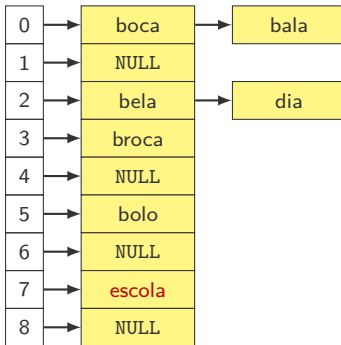 0 boca bala
1 NULL
2 bela dia
3 broca
4 NULL
5 bolo
6 NULL
7 escola
8 NULL